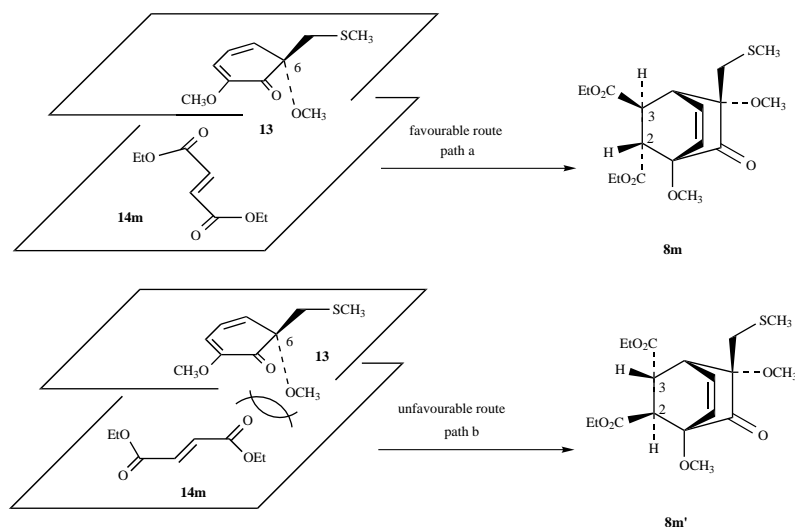 SCH₃
6
O
CH₃O
OCH₃
13
O
EtO
14m
OEt
O
favourable route
path a
H
EtO₂C
3
2
H
EtO₂C
OCH₃
SCH₃
OCH₃
O
8m
SCH₃
6
O
CH₃O
OCH₃
13
EtO
O
O
OEt
14m
unfavourable route
path b
EtO₂C
H
3
2
EtO₂C
H
OCH₃
SCH₃
OCH₃
O
8m'